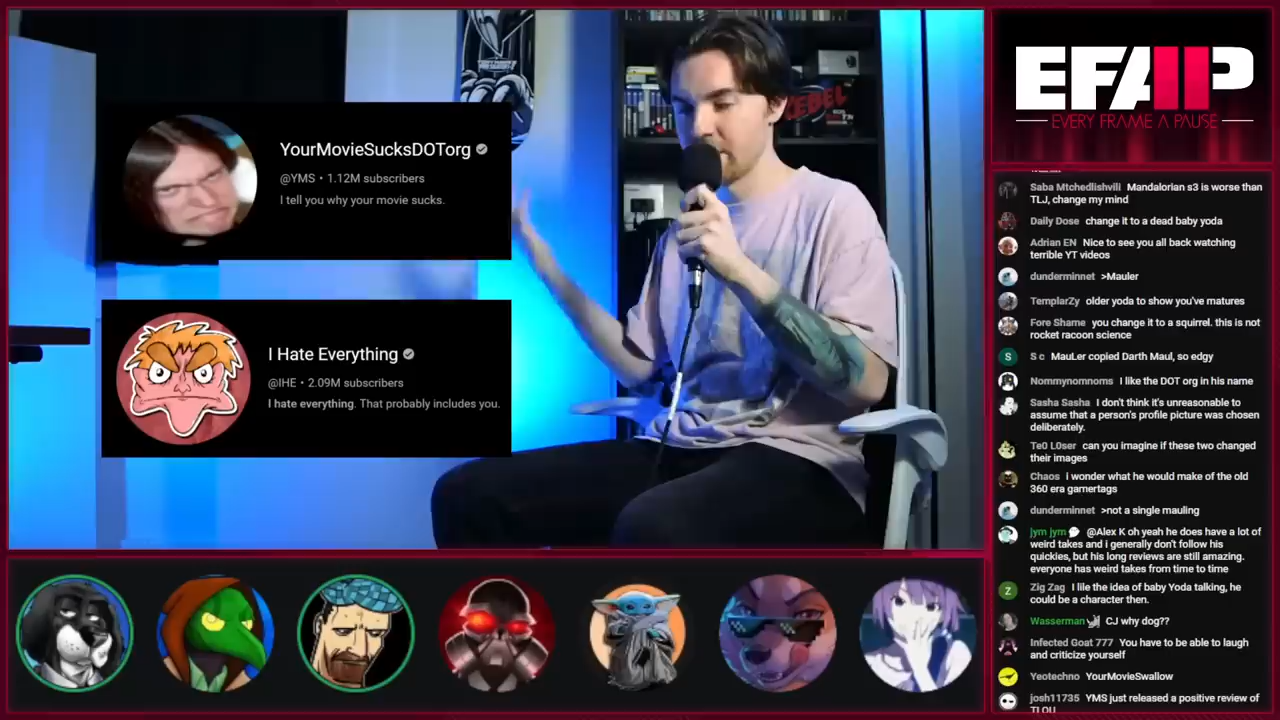 YourMovieSucksDOTorg
@YMS • 1.12M subscribers
I tell you why your movie sucks.
I Hate Everything
@IHE • 2.09M subscribers
I hate everything. That probably includes you.
REBEL
EFAP
EVERY FRAME A PAUSE
Saba Mtchedlishvili Mandalorian s3 is worse than
TLJ, change my mind
Daily Dose change it to a dead baby yoda
Adrian EN Nice to see you all back watching
terrible YT videos
dunderminnet >Mauler
TemplarZy older yoda to show you've matures
Fore Shame you change it to a squirrel. this is not
rocket racoon science
S c MauLer copied Darth Maul, so edgy
Nommynomnoms I like the DOT org in his name
Sasha Sasha I don't think it's unreasonable to
assume that a person's profile picture was chosen
deliberately.
Te0 L0ser can you imagine if these two changed
their images
Chaos i wonder what he would make of the old
360 era gamertags
dunderminnet >not a single mauling
jym jym @Alex K oh yeah he does have a lot of
weird takes and i generally don't follow his
quickies, but his long reviews are still amazing.
everyone has weird takes from time to time
Z
Zig Zag I lile the idea of baby Yoda talking, he
could be a character then.
Wasserman CJ why dog??
Infected Goat 777 You have to be able to laugh
and criticize yourself
Yeotechno YourMovieSwallow
josh11735 YMS just released a positive review of
TLOU